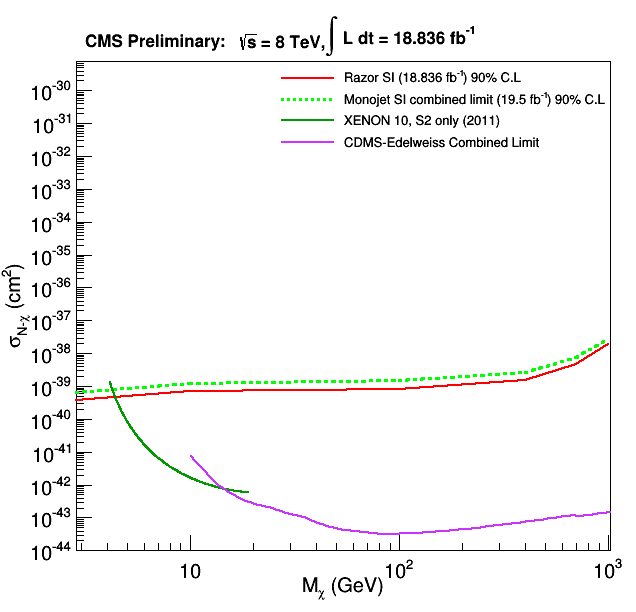 CMS Preliminary: √s = 8 TeV, ∫ L dt = 18.836 fb⁻¹
Razor SI (18.836 fb⁻¹) 90% C.L
Monojet SI combined limit (19.5 fb⁻¹) 90% C.L
XENON 10, S2 only (2011)
CDMS-Edelweiss Combined Limit
σN-χ (cm²)
10⁻³⁰
10⁻³¹
10⁻³²
10⁻³³
10⁻³⁴
10⁻³⁵
10⁻³⁶
10⁻³⁷
10⁻³⁸
10⁻³⁹
10⁻⁴⁰
10⁻⁴¹
10⁻⁴²
10⁻⁴³
10⁻⁴⁴
10 10² 10³
Mχ (GeV)